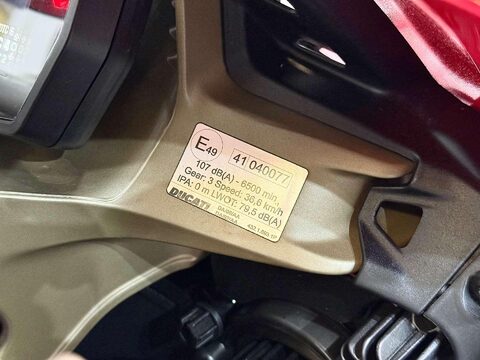 E49 41 040077
107 dB(A) - 6500 min
Gear: 3 Speed: 36,6 km/h
IPA: 0 m LWOT: 79,5 dB(A)
DUCATI